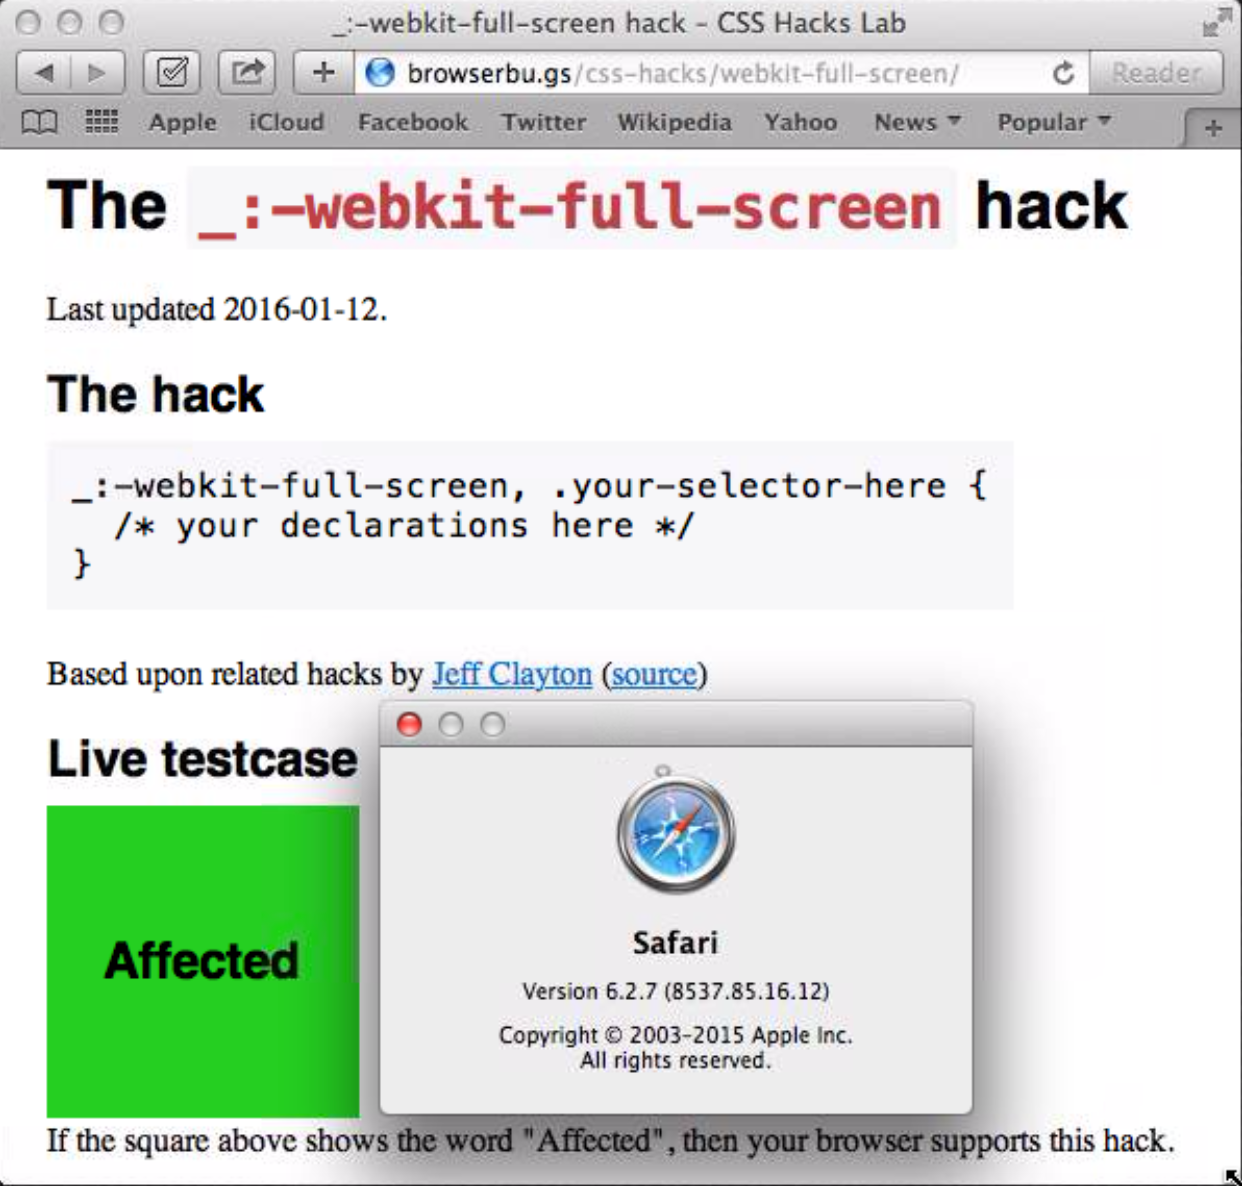 _:-webkit-full-screen hack - CSS Hacks Lab
browserbu.gs/css-hacks/webkit-full-screen/ Reader
Apple iCloud Facebook Twitter Wikipedia Yahoo News Popular
The _:-webkit-full-screen hack
Last updated 2016-01-12.
The hack
_:-webkit-full-screen, .your-selector-here {
/* your declarations here */
}
Based upon related hacks by Jeff Clayton (source)
Live testcase
Affected
Safari
Version 6.2.7 (8537.85.16.12)
Copyright © 2003-2015 Apple Inc.
All rights reserved.
If the square above shows the word "Affected", then your browser supports this hack.